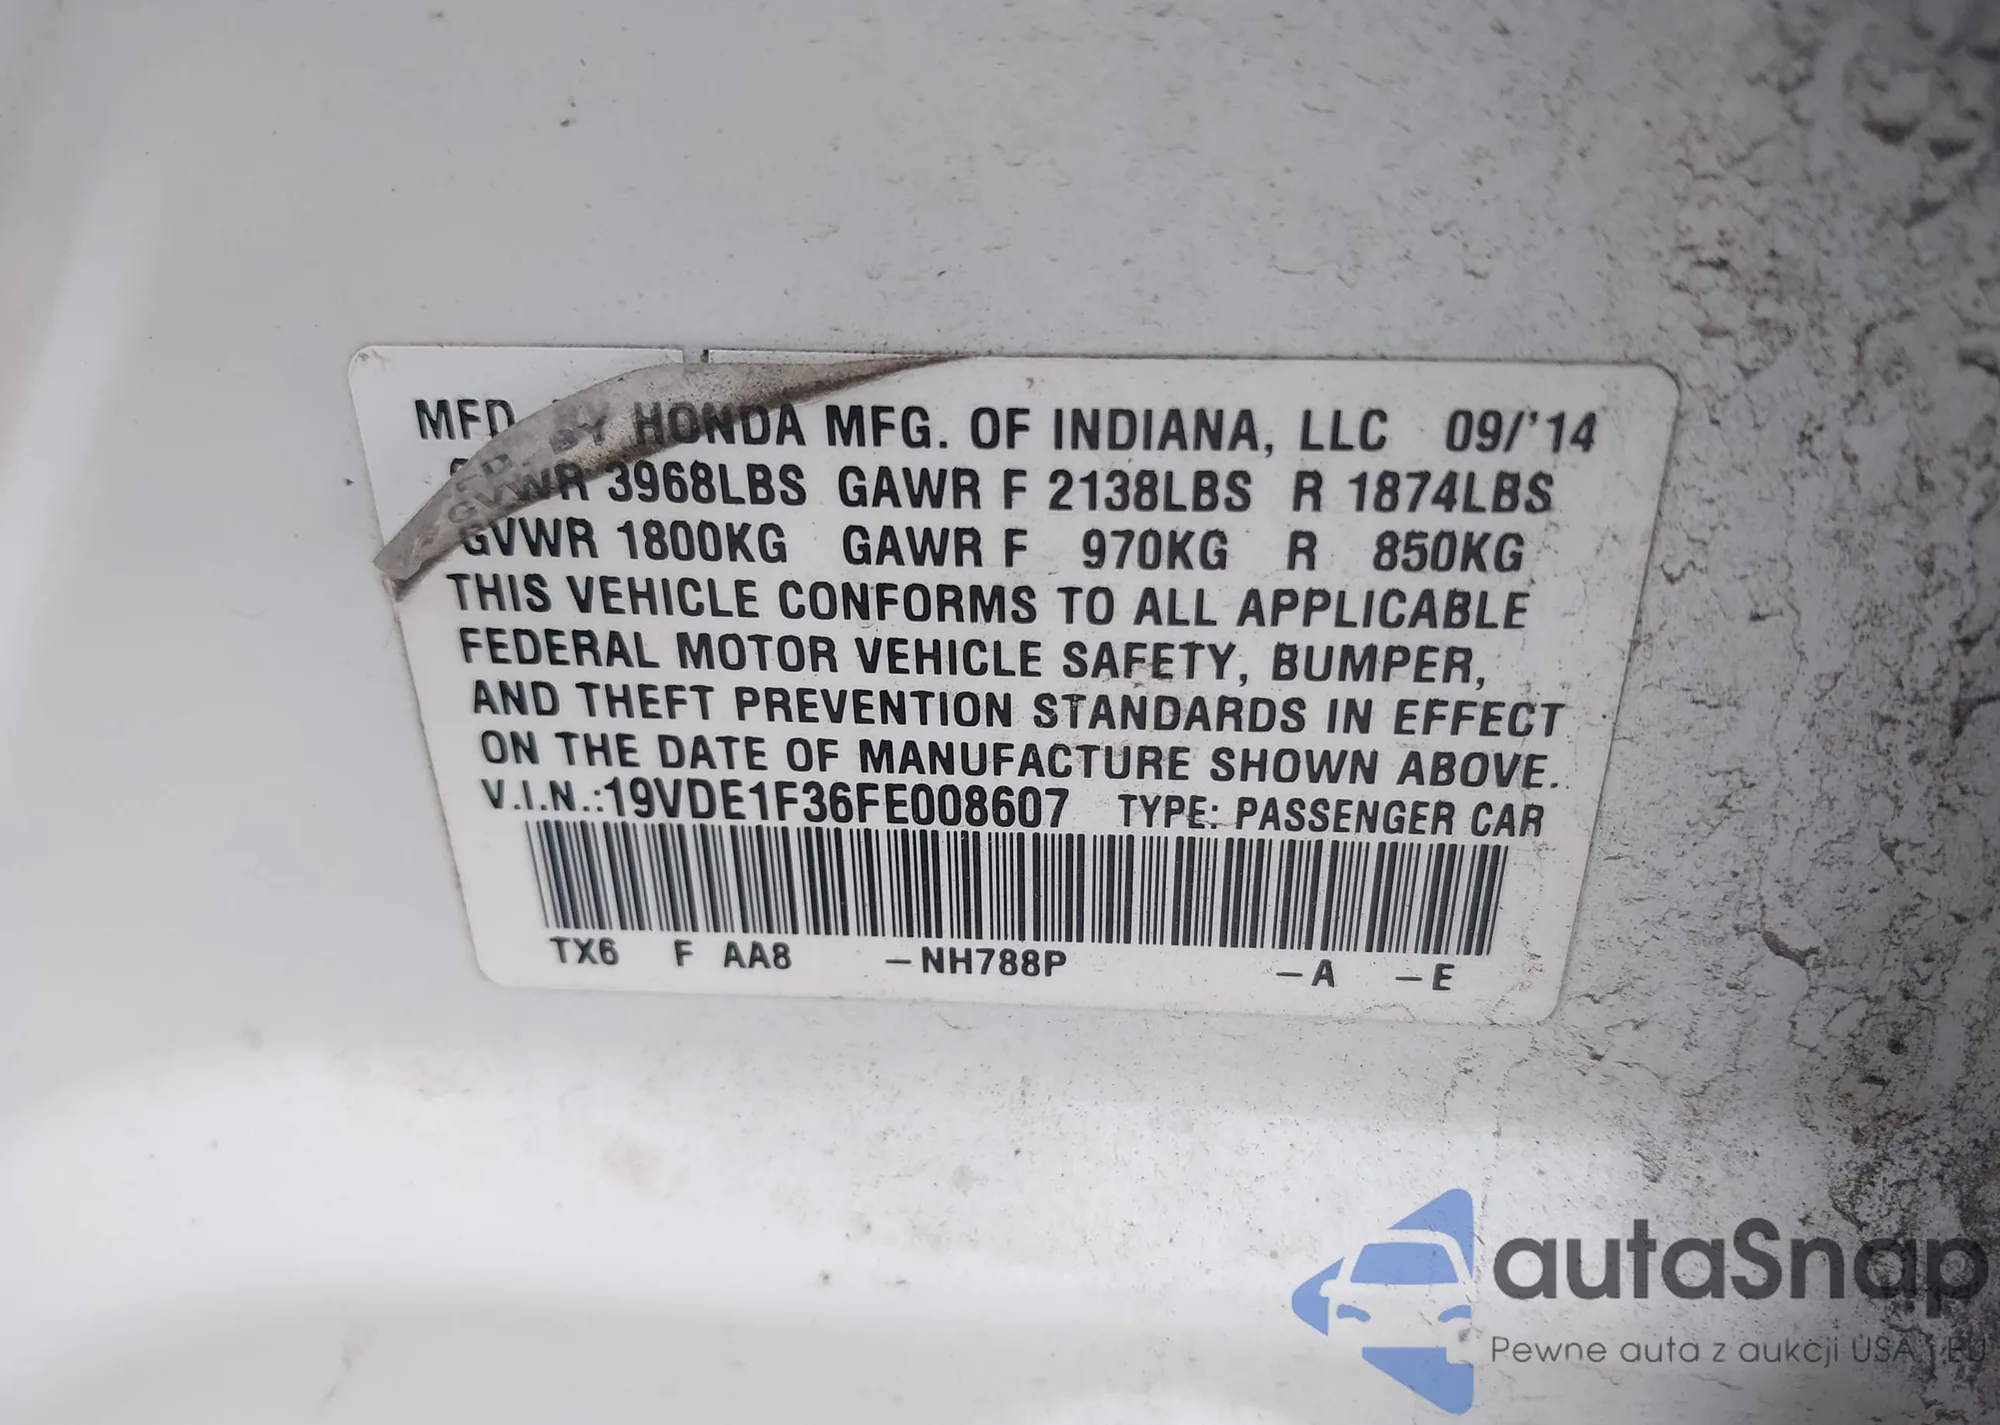 MFD. BY HONDA MFG. OF INDIANA, LLC 09/'14
GVWR 3968LBS GAWR F 2138LBS R 1874LBS
GVWR 1800KG GAWR F 970KG R 850KG
THIS VEHICLE CONFORMS TO ALL APPLICABLE
FEDERAL MOTOR VEHICLE SAFETY, BUMPER,
AND THEFT PREVENTION STANDARDS IN EFFECT
ON THE DATE OF MANUFACTURE SHOWN ABOVE.
V.I.N.:19VDE1F36FE008607 TYPE: PASSENGER CAR
TX6 F AA8 -NH788P -A -E
autaSnap
Pewne auta z aukcji USA i EU